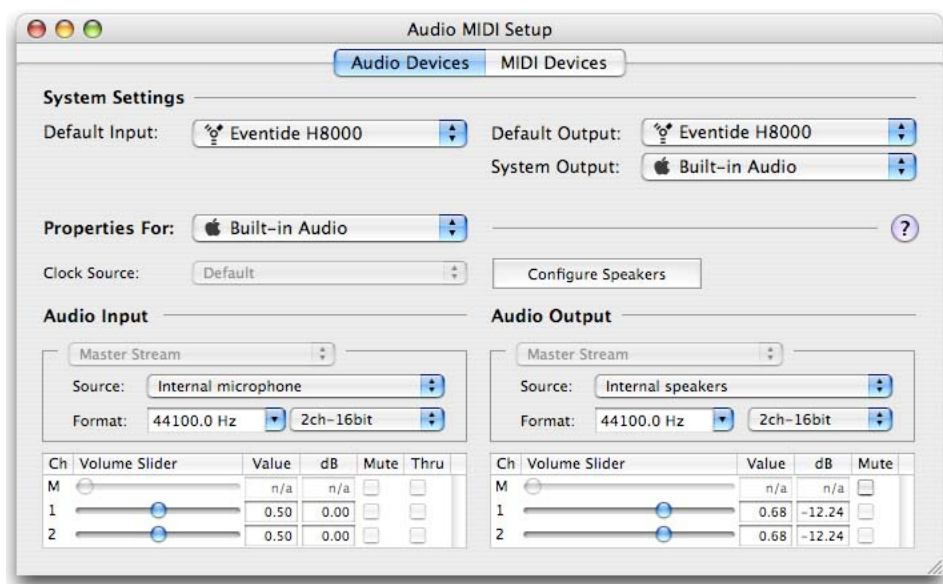 Audio MIDI Setup
Audio Devices MIDI Devices
System Settings
Default Input: Eventide H8000
Default Output: Eventide H8000
System Output: Built-in Audio
Properties For: Built-in Audio
?
Clock Source: Default
Configure Speakers
Audio Input
Master Stream
Source: Internal microphone
Format: 44100.0 Hz 2ch-16bit
Ch Volume Slider Value dB Mute Thru
M n/a n/a
1 0.50 0.00
2 0.50 0.00
Audio Output
Master Stream
Source: Internal speakers
Format: 44100.0 Hz 2ch-16bit
Ch Volume Slider Value dB Mute
M n/a n/a
1 0.68 -12.24
2 0.68 -12.24